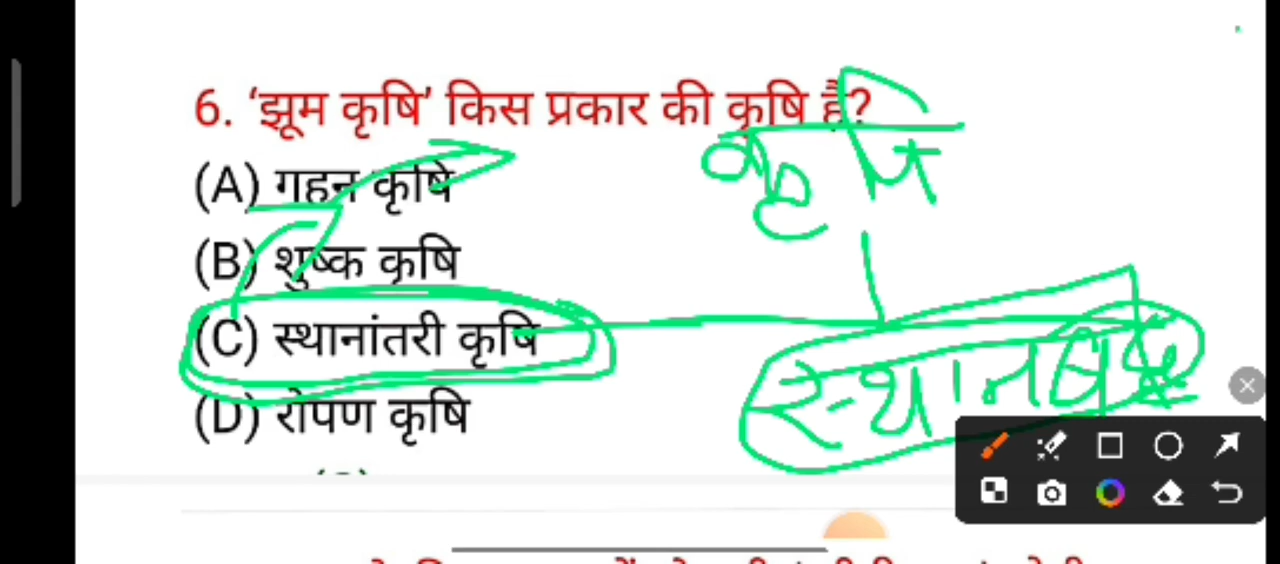 6. ‘झूम कृषि’ किस प्रकार की कृषि है?
(A) गहन कृषि
(B) शुष्क कृषि
(C) स्थानांतरी कृषि
(D) रोपण कृषि
कृषि